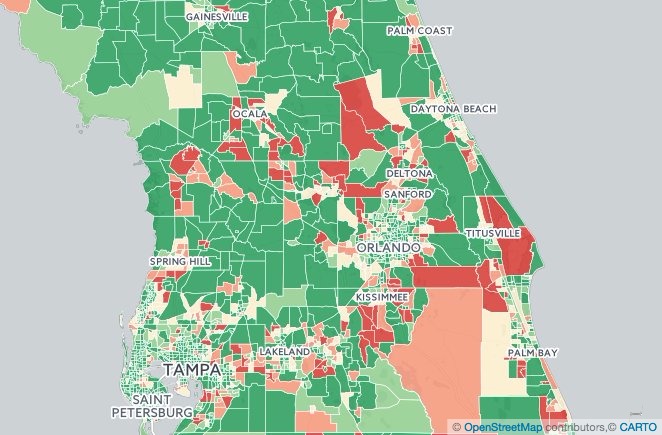 GAINESVILLE
PALM COAST
DAYTONA BEACH
OCALA
DELTONA
SANFORD
TITUSVILLE
ORLANDO
SPRING HILL
KISSIMMEE
LAKELAND
PALM BAY
TAMPA
SAINT
PETERSBURG
© OpenStreetMap contributors,© CARTO